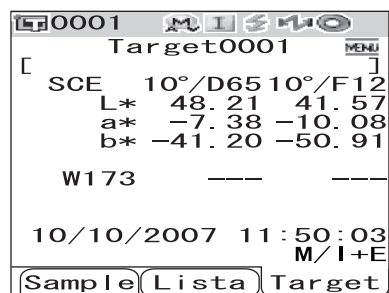 0001 M I
Target0001 MENU
[ ]
SCE 10°/D65 10°/F12
L* 48.21 41.57
a* −7.38 −10.08
b* −41.20 −50.91
W173 --- ---
10/10/2007 11:50:03
M/I+E
Sample Lista Target